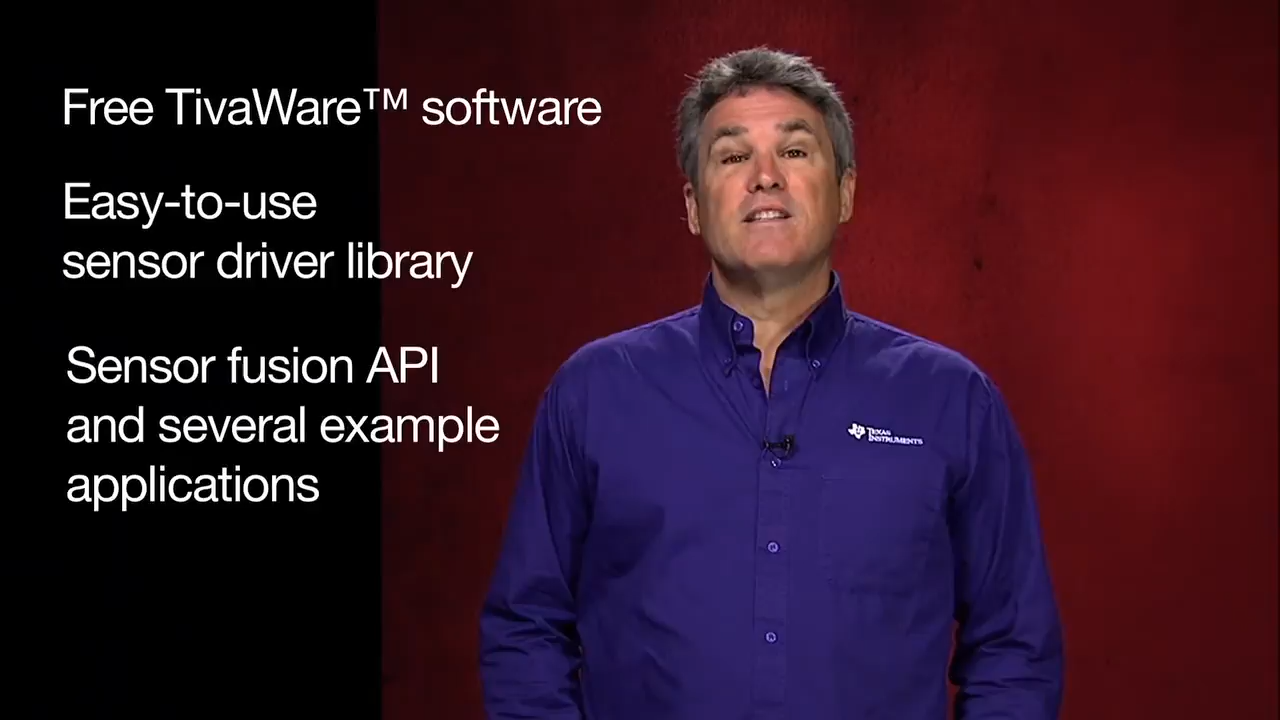 Free TivaWare™ software
Easy-to-use
sensor driver library
Sensor fusion API
and several example
applications
TEXAS
INSTRUMENTS